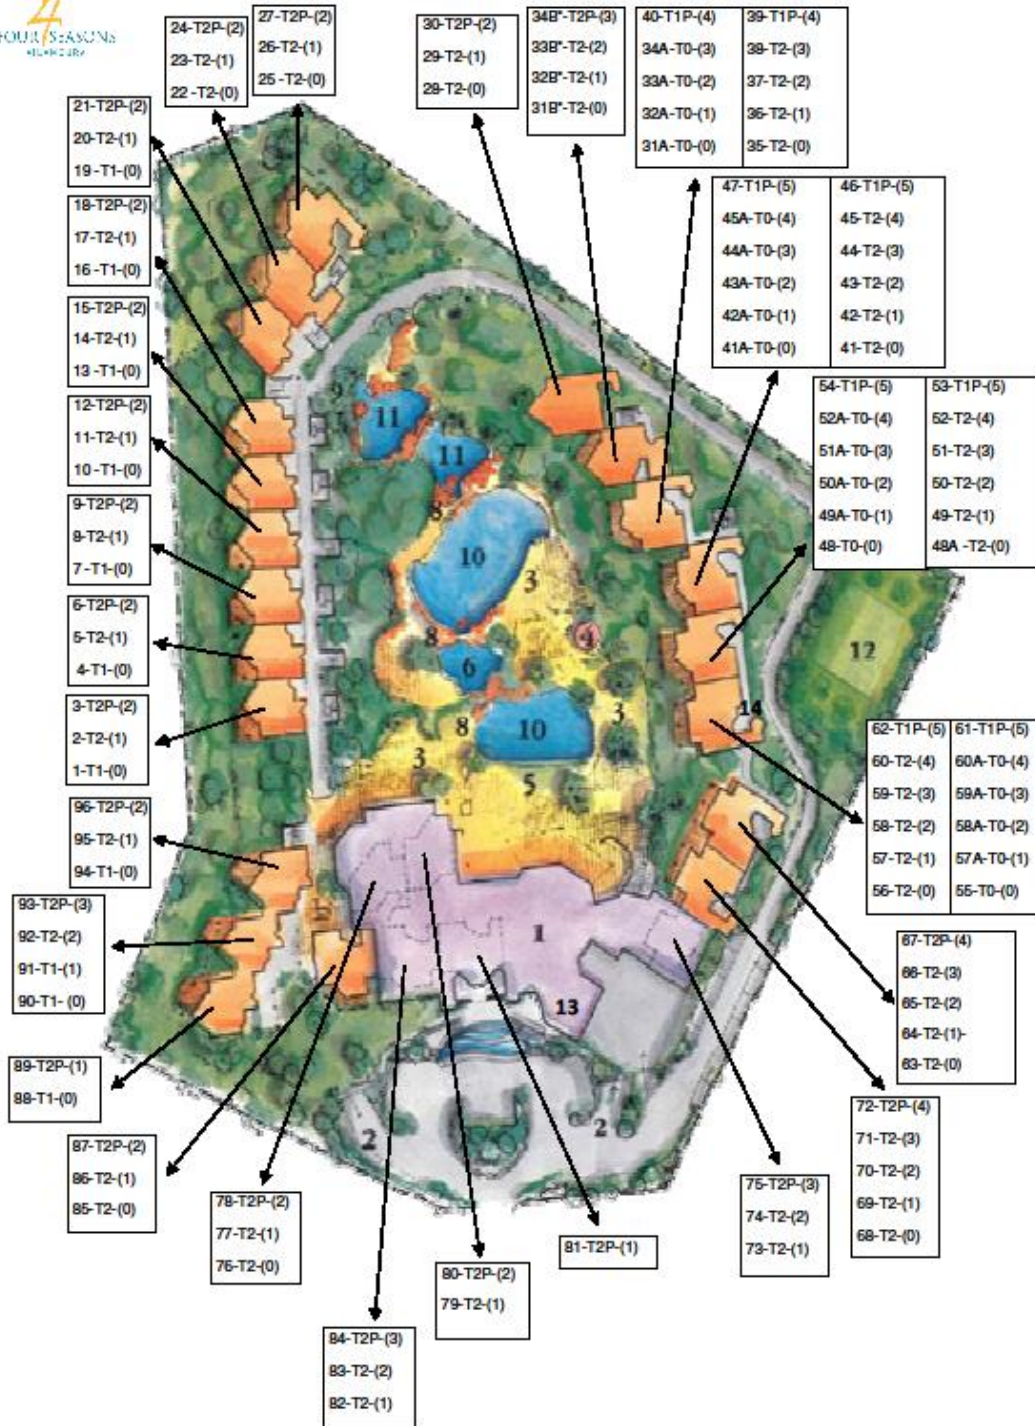 4
FOUR SEASONS
VILAMOURA
24-T2P-(2)
23-T2-(1)
22 -T2-(0)
27-T2P-(2)
26-T2-(1)
25 -T2-(0)
30-T2P-(2)
29-T2-(1)
28-T2-(0)
34B"-T2P-(3)
33B"-T2-(2)
32B"-T2-(1)
31B"-T2-(0)
40-T1P-(4)
34A-T0-(3)
33A-T0-(2)
32A-T0-(1)
31A-T0-(0)
39-T1P-(4)
38-T2-(3)
37-T2-(2)
36-T2-(1)
35-T2-(0)
21-T2P-(2)
20-T2-(1)
19 -T1-(0)
18-T2P-(2)
17-T2-(1)
16 -T1-(0)
15-T2P-(2)
14-T2-(1)
13 -T1-(0)
12-T2P-(2)
11-T2-(1)
10 -T1-(0)
9-T2P-(2)
8-T2-(1)
7-T1-(0)
6-T2P-(2)
5-T2-(1)
4-T1-(0)
3-T2P-(2)
2-T2-(1)
1-T1-(0)
47-T1P-(5)
45A-T0-(4)
44A-T0-(3)
43A-T0-(2)
42A-T0-(1)
41A-T0-(0)
46-T1P-(5)
45-T2-(4)
44-T2-(3)
43-T2-(2)
42-T2-(1)
41-T2-(0)
54-T1P-(5)
52A-T0-(4)
51A-T0-(3)
50A-T0-(2)
49A-T0-(1)
48-T0-(0)
53-T1P-(5)
52-T2-(4)
51-T2-(3)
50-T2-(2)
49-T2-(1)
48A -T2-(0)
9
11
7
11
8
10
3
8
4
6
12
14
3
8
10
3
5
62-T1P-(5)
60-T2-(4)
59-T2-(3)
58-T2-(2)
57-T2-(1)
56-T2-(0)
61-T1P-(5)
60A-T0-(4)
59A-T0-(3)
58A-T0-(2)
57A-T0-(1)
55-T0-(0)
96-T2P-(2)
95-T2-(1)
94-T1-(0)
93-T2P-(3)
92-T2-(2)
91-T1-(1)
90-T1- (0)
1
13
67-T2P-(4)
66-T2-(3)
65-T2-(2)
64-T2-(1)-
63-T2-(0)
89-T2P-(1)
88-T1-(0)
2
2
72-T2P-(4)
71-T2-(3)
70-T2-(2)
69-T2-(1)
68-T2-(0)
87-T2P-(2)
86-T2-(1)
85-T2-(0)
78-T2P-(2)
77-T2-(1)
76-T2-(0)
75-T2P-(3)
74-T2-(2)
73-T2-(1)
81-T2P-(1)
80-T2P-(2)
79-T2-(1)
84-T2P-(3)
83-T2-(2)
82-T2-(1)